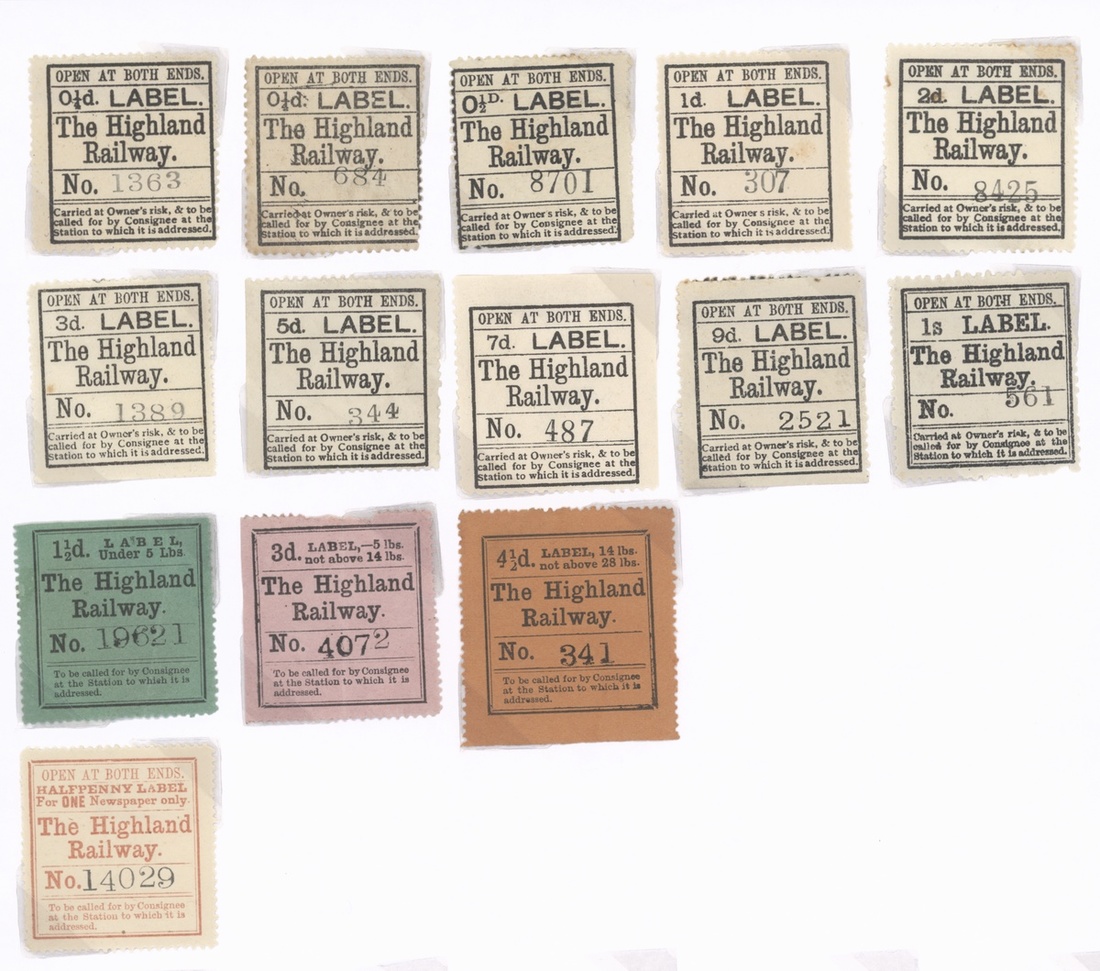 OPEN AT BOTH ENDS.
0¼d. LABEL.
The Highland
Railway.
No. 1363
Carried at Owner's risk, & to be
called for by Consignee at the
Station to which it is addressed.
OPEN AT BOTH ENDS.
0½d: LABEL.
The Highland
Railway.
No. 684
Carried at Owner's risk, & to be
called for by Consignee at the
Station to which it is addressed.
OPEN AT BOTH ENDS.
0½D. LABEL.
The Highland
Railway.
No. 8701
Carried at Owner's risk, & to be
called for by Consignee at the
Station to which it is addressed.
OPEN AT BOTH ENDS.
1d. LABEL.
The Highland
Railway.
No. 307
Carried at Owner's risk, & to be
called for by Consignee at the
Station to which it is addressed.
OPEN AT BOTH ENDS.
2d. LABEL.
The Highland
Railway.
No. 8425
Carried at Owner's risk, & to be
called for by Consignee at the
Station to which it is addressed.
OPEN AT BOTH ENDS.
3d. LABEL.
The Highland
Railway.
No. 1389
Carried at Owner's risk, & to be
called for by Consignee at the
Station to which it is addressed.
OPEN AT BOTH ENDS.
5d. LABEL.
The Highland
Railway.
No. 344
Carried at Owner's risk, & to be
called for by Consignee at the
Station to which it is addressed.
OPEN AT BOTH ENDS.
7d. LABEL.
The Highland
Railway.
No. 487
Carried at Owner's risk, & to be
called for by Consignee at the
Station to which it is addressed.
OPEN AT BOTH ENDS.
9d. LABEL.
The Highland
Railway.
No. 2521
Carried at Owner's risk, & to be
called for by Consignee at the
Station to which it is addressed.
OPEN AT BOTH ENDS.
1s LABEL.
The Highland
Railway.
No. 561
Carried at Owner's risk, & to be
called for by Consignee at the
Station to which it is addressed.
1½d. LABEL,
Under 5 Lbs.
The Highland
Railway.
No. 19621
To be called for by Consignee
at the Station to which it is
addressed.
3d. LABEL,—5 lbs.
not above 14 lbs.
The Highland
Railway.
No. 4072
To be called for by Consignee
at the Station to which it is
addressed.
4½d. LABEL, 14 lbs.
not above 28 lbs.
The Highland
Railway.
No. 341
To be called for by Consignee
at the Station to which it is
addressed.
OPEN AT BOTH ENDS.
HALFPENNY LABEL
For ONE Newspaper only.
The Highland
Railway.
No. 14029
To be called for by Consignee
at the Station to which it is
addressed.